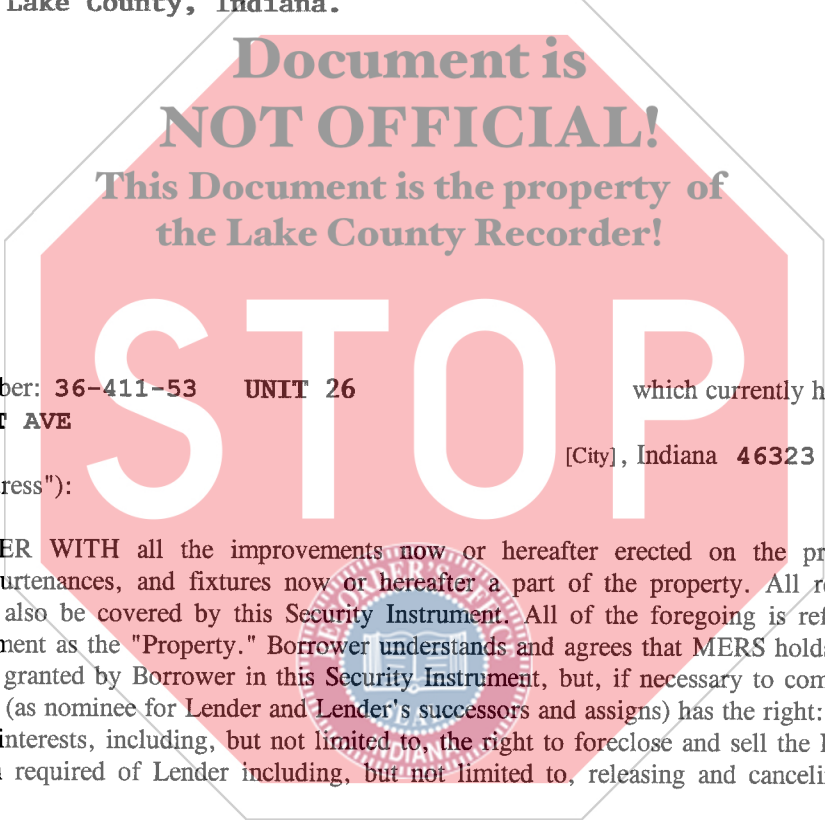 Lake County, Indiana.
Document is
NOT OFFICIAL!
This Document is the property of
the Lake County Recorder!
STOP
ber: 36-411-53 UNIT 26 which currently h
T AVE
[City], Indiana 46323
ress"):
ER WITH all the improvements now or hereafter erected on the pr
urtenances, and fixtures now or hereafter a part of the property. All r
also be covered by this Security Instrument. All of the foregoing is ref
ment as the "Property." Borrower understands and agrees that MERS holds
granted by Borrower in this Security Instrument, but, if necessary to com
(as nominee for Lender and Lender's successors and assigns) has the right:
interests, including, but not limited to, the right to foreclose and sell the
required of Lender including, but not limited to, releasing and canceli
RECORDER'S OFFICE
INDIANA